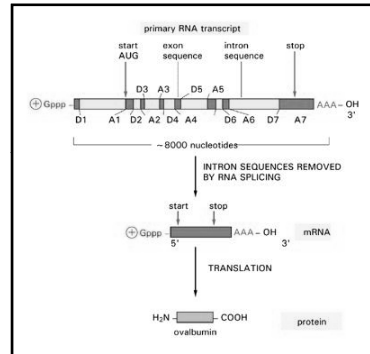 primary RNA transcript
start AUG
exon sequence
intron sequence
stop
D3 A3 D5 A5
⊕ Gppp AAA – OH
3'
D1 A1 D2 A2 D4 A4 D6 A6 D7 A7
~8000 nucleotides
INTRON SEQUENCES REMOVED
BY RNA SPLICING
start stop
⊕ Gppp AAA – OH mRNA
5' 3'
TRANSLATION
H₂N COOH protein
ovalbumin